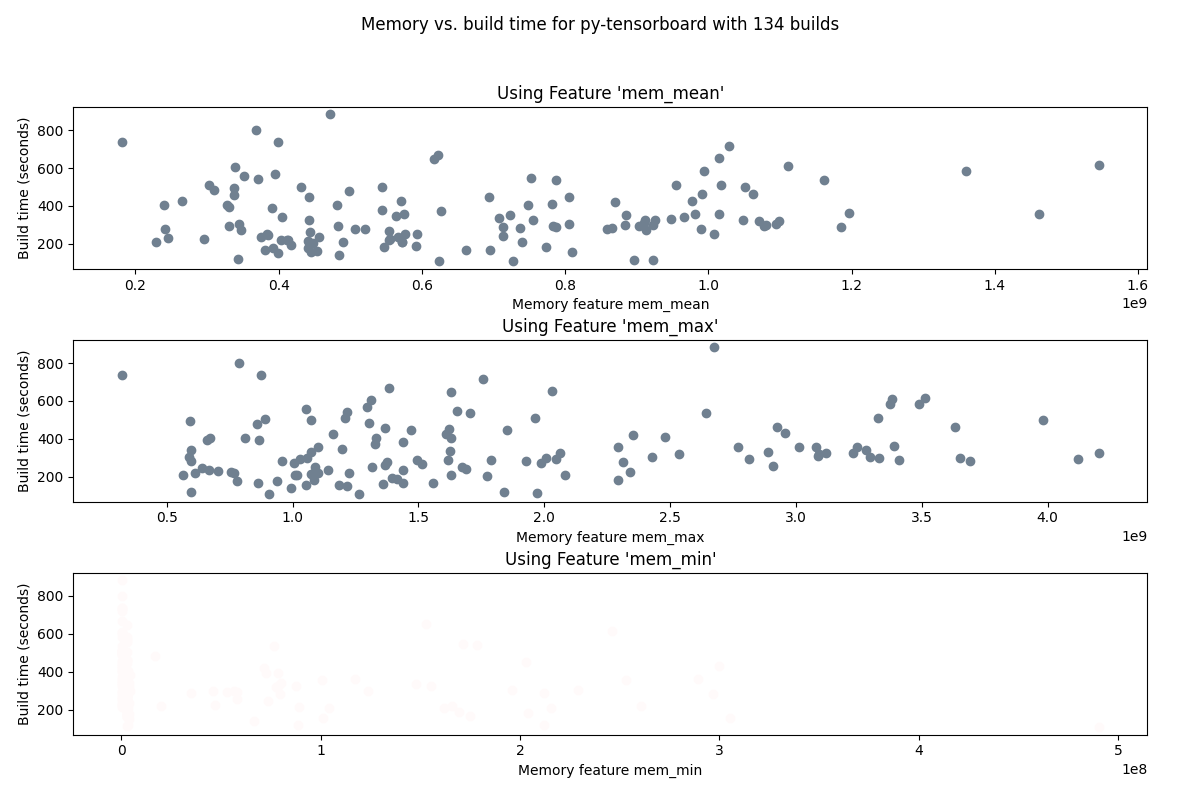 Memory vs. build time for py-tensorboard with 134 builds
Using Feature 'mem_mean'
Build time (seconds)
800
600
400
200
0.2 0.4 0.6 0.8 1.0 1.2 1.4 1.6
1e9
Memory feature mem_mean
Using Feature 'mem_max'
Build time (seconds)
800
600
400
200
0.5 1.0 1.5 2.0 2.5 3.0 3.5 4.0
1e9
Memory feature mem_max
Using Feature 'mem_min'
Build time (seconds)
800
600
400
200
0 1 2 3 4 5
1e8
Memory feature mem_min